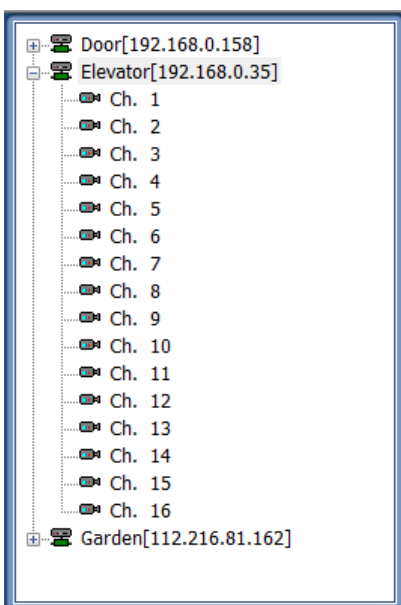 Door[192.168.0.158]
Elevator[192.168.0.35]
Ch. 1
Ch. 2
Ch. 3
Ch. 4
Ch. 5
Ch. 6
Ch. 7
Ch. 8
Ch. 9
Ch. 10
Ch. 11
Ch. 12
Ch. 13
Ch. 14
Ch. 15
Ch. 16
Garden[112.216.81.162]